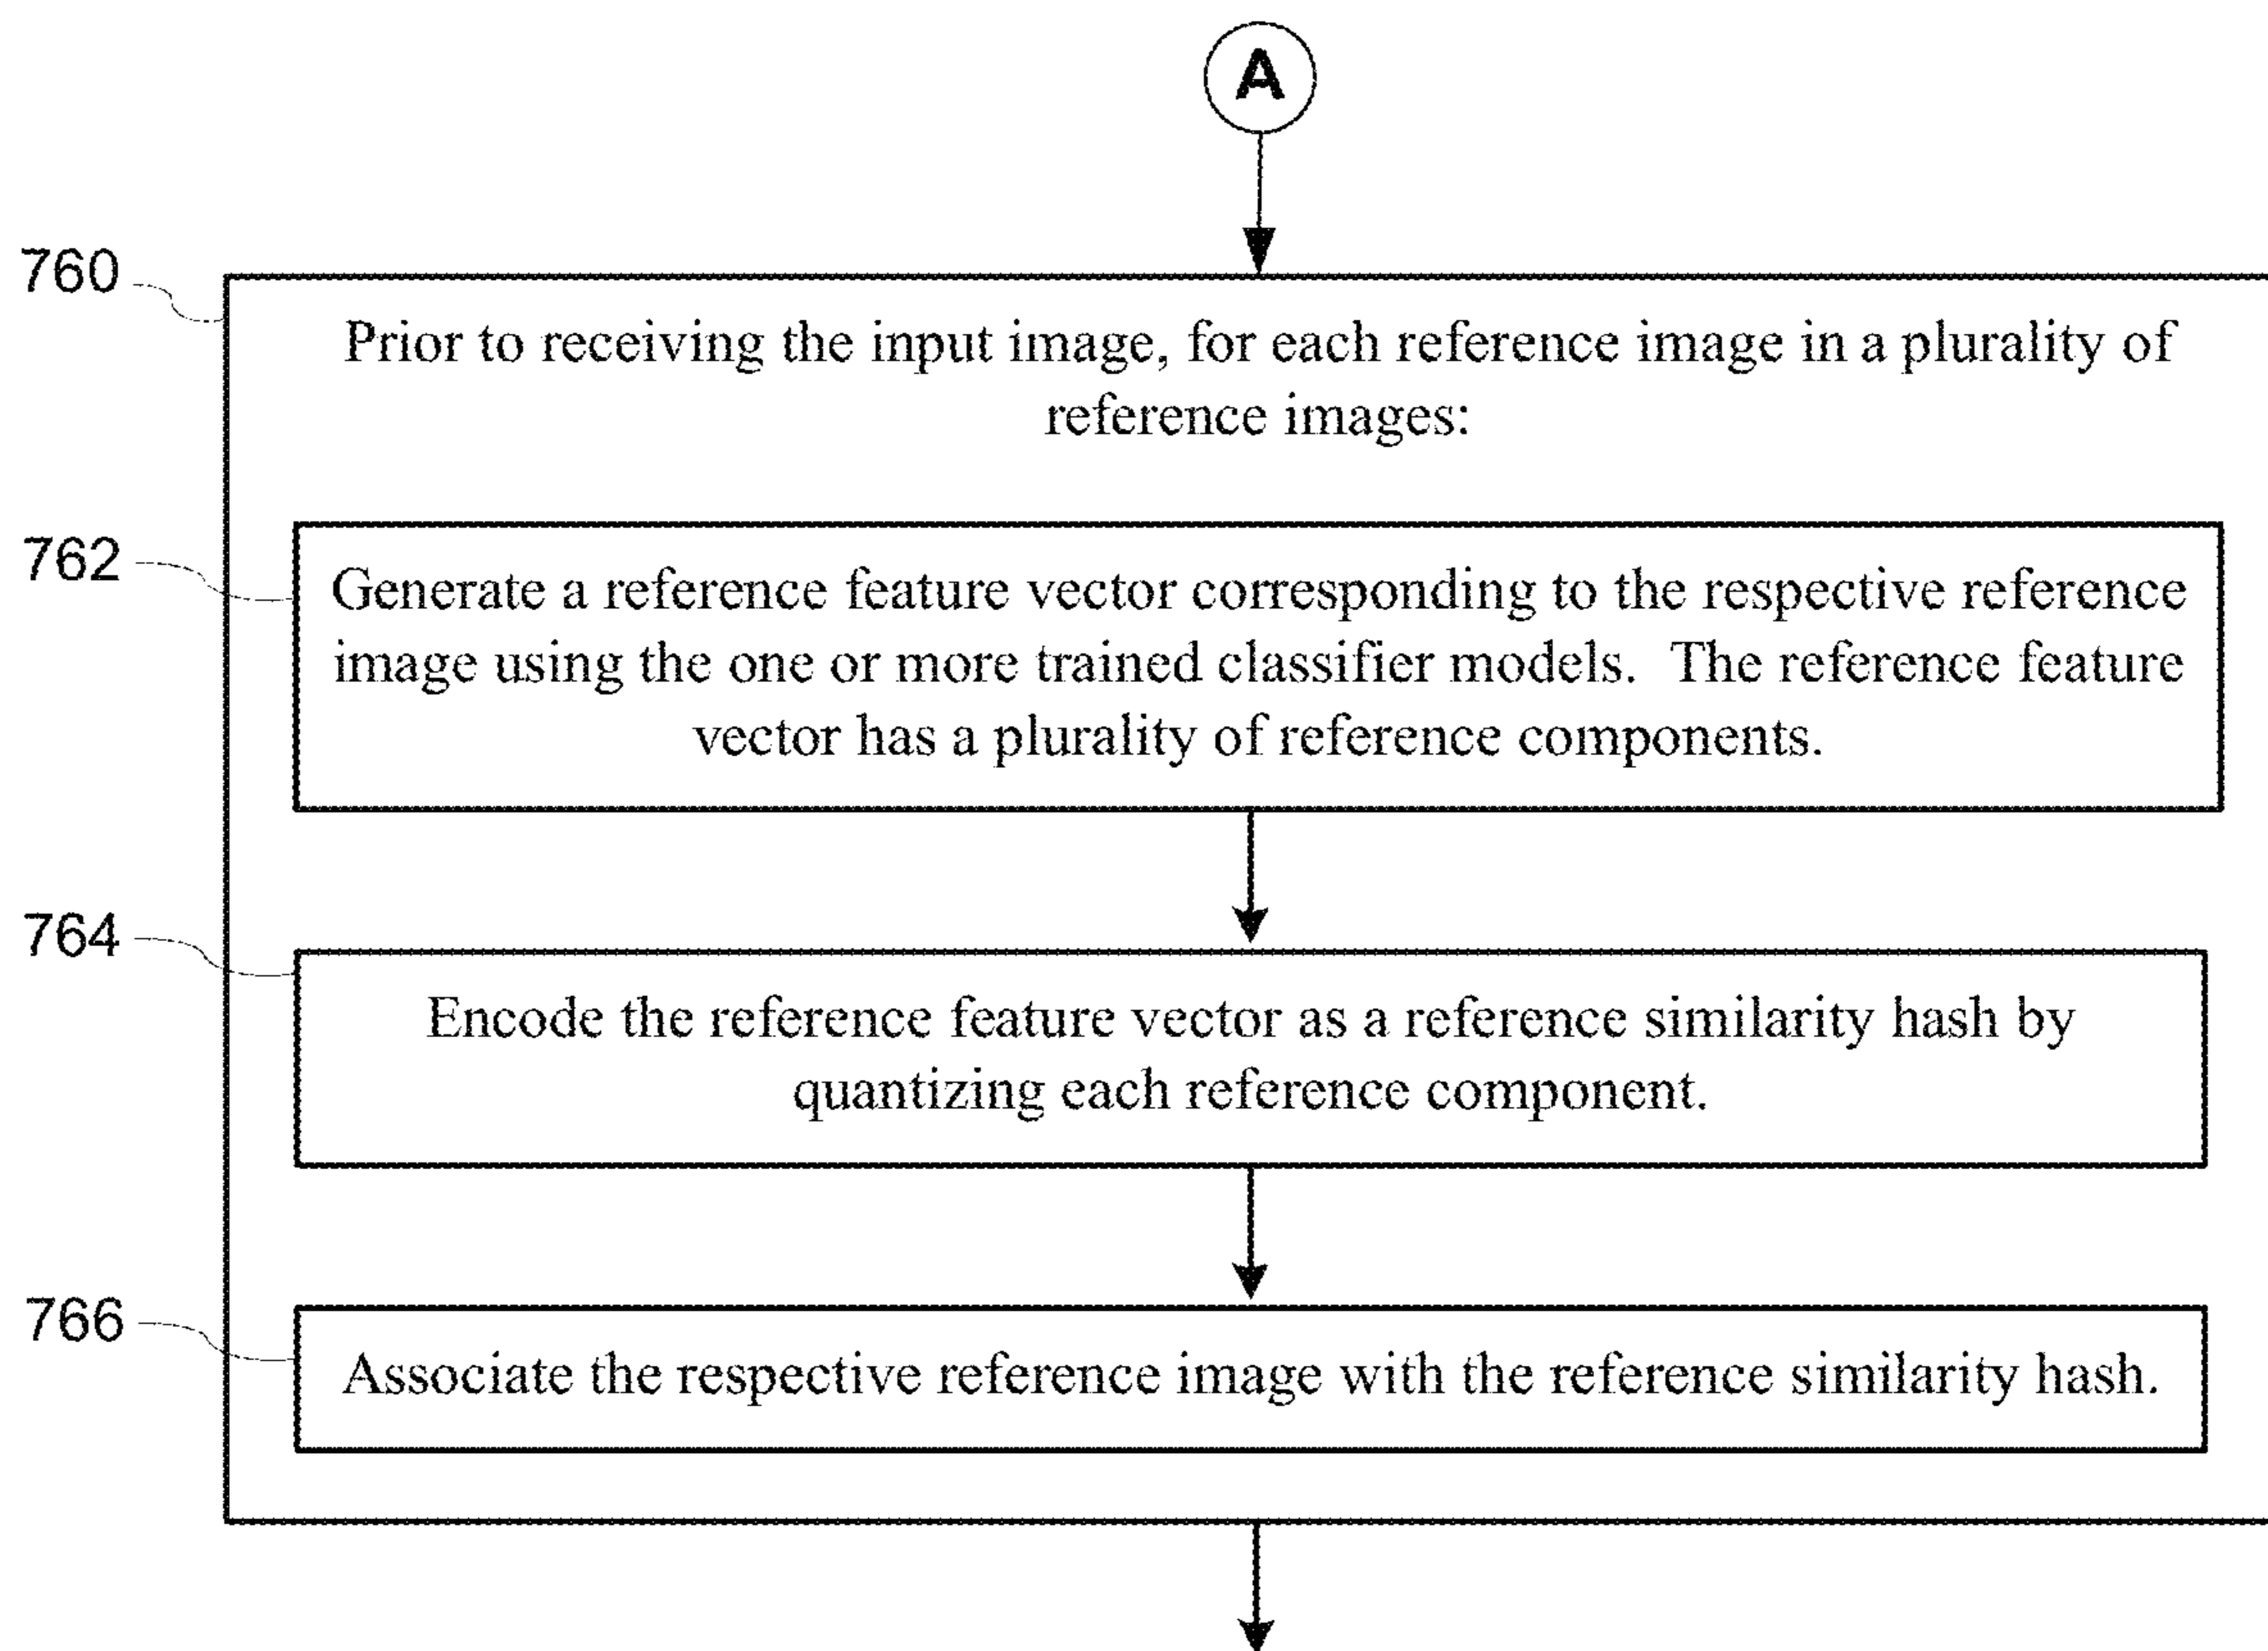 A
760
Prior to receiving the input image, for each reference image in a plurality of
reference images:
762
Generate a reference feature vector corresponding to the respective reference
image using the one or more trained classifier models.  The reference feature
vector has a plurality of reference components.
764
Encode the reference feature vector as a reference similarity hash by
quantizing each reference component.
766
Associate the respective reference image with the reference similarity hash.